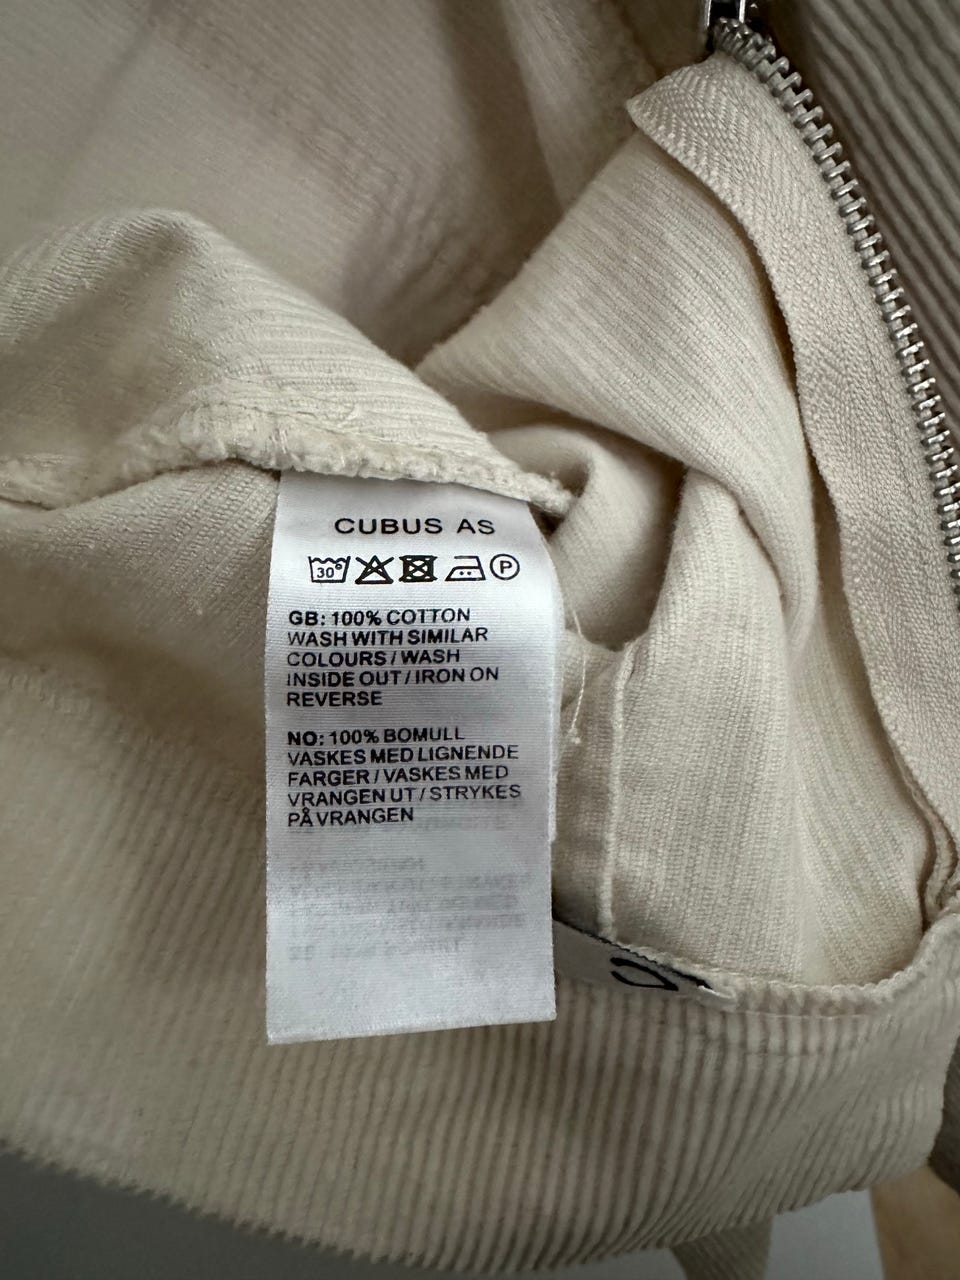 CUBUS AS
30° P
GB: 100% COTTON
WASH WITH SIMILAR
COLOURS / WASH
INSIDE OUT / IRON ON
REVERSE
NO: 100% BOMULL
VASKES MED LIGNENDE
FARGER / VASKES MED
VRANGEN UT / STRYKES
PÅ VRANGEN